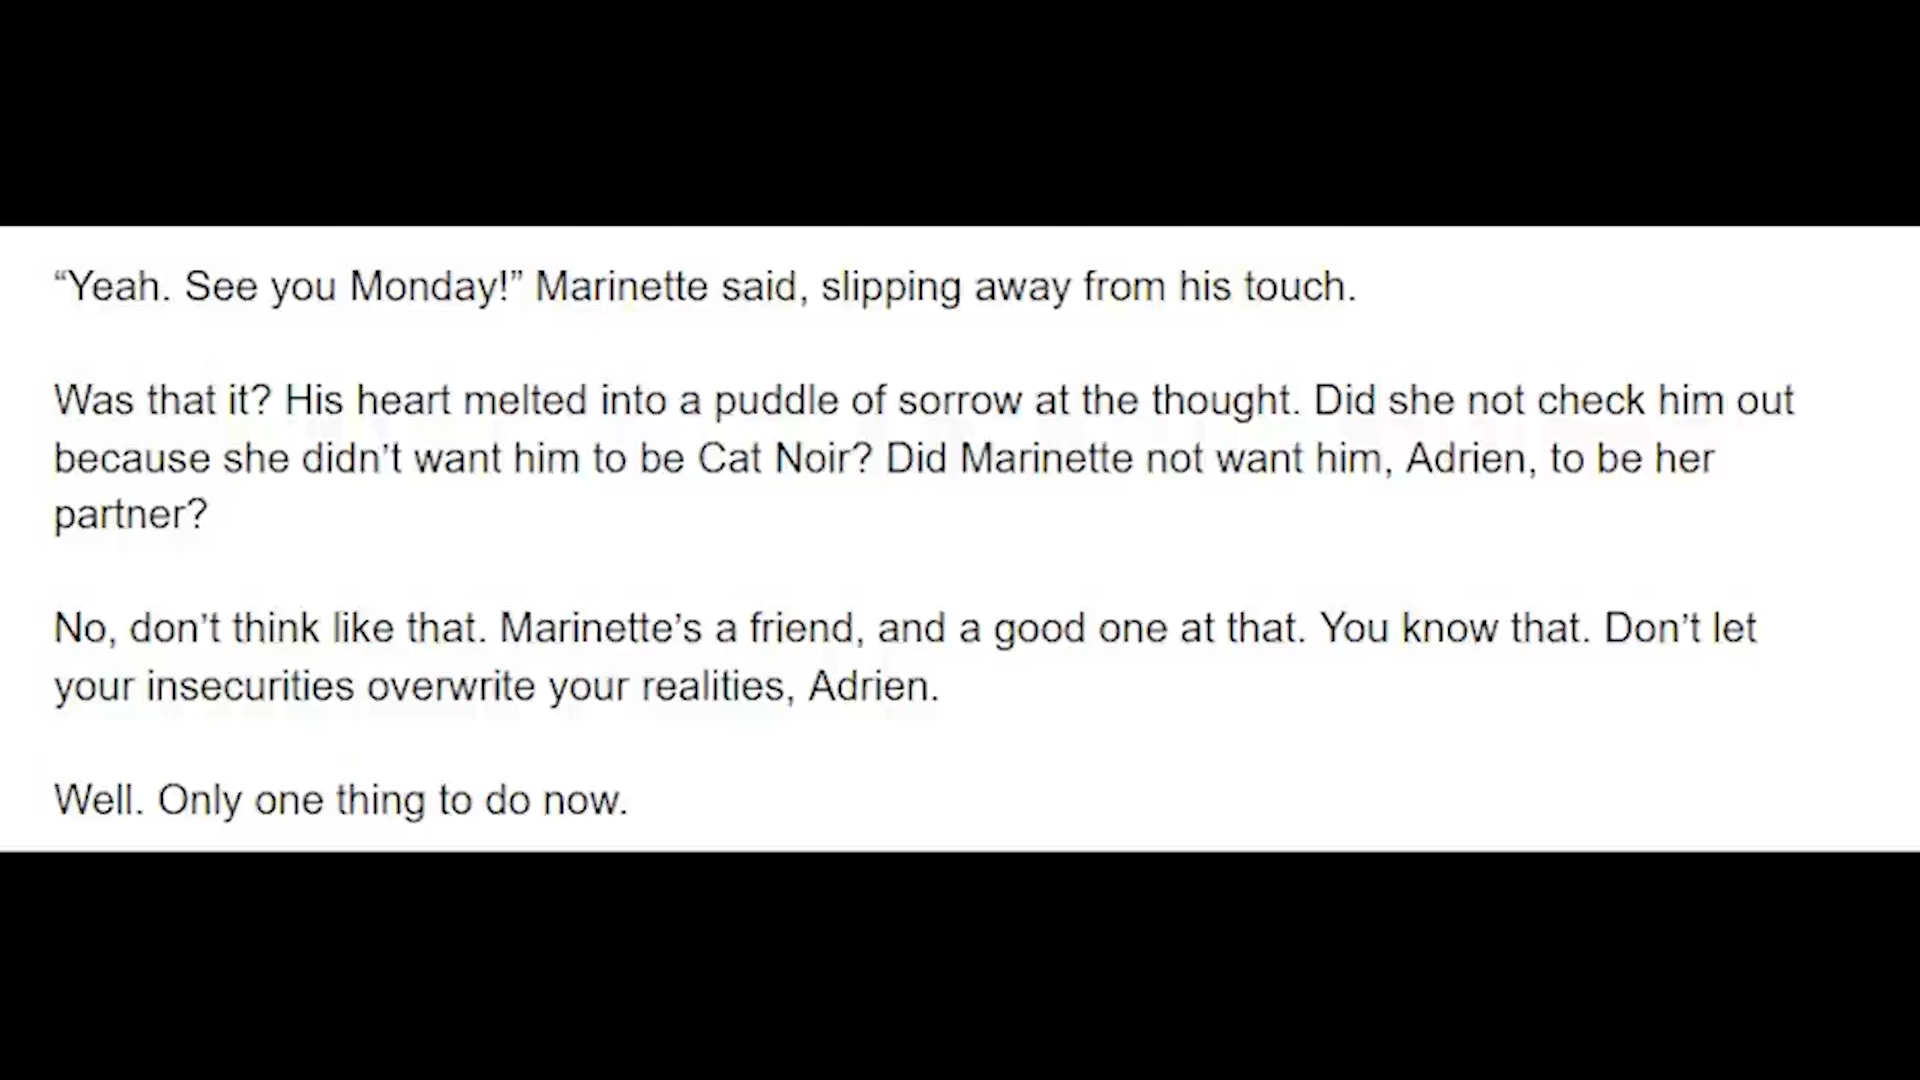 “Yeah. See you Monday!” Marinette said, slipping away from his touch.
Was that it? His heart melted into a puddle of sorrow at the thought. Did she not check him out
because she didn’t want him to be Cat Noir? Did Marinette not want him, Adrien, to be her
partner?
No, don’t think like that. Marinette’s a friend, and a good one at that. You know that. Don’t let
your insecurities overwrite your realities, Adrien.
Well. Only one thing to do now.